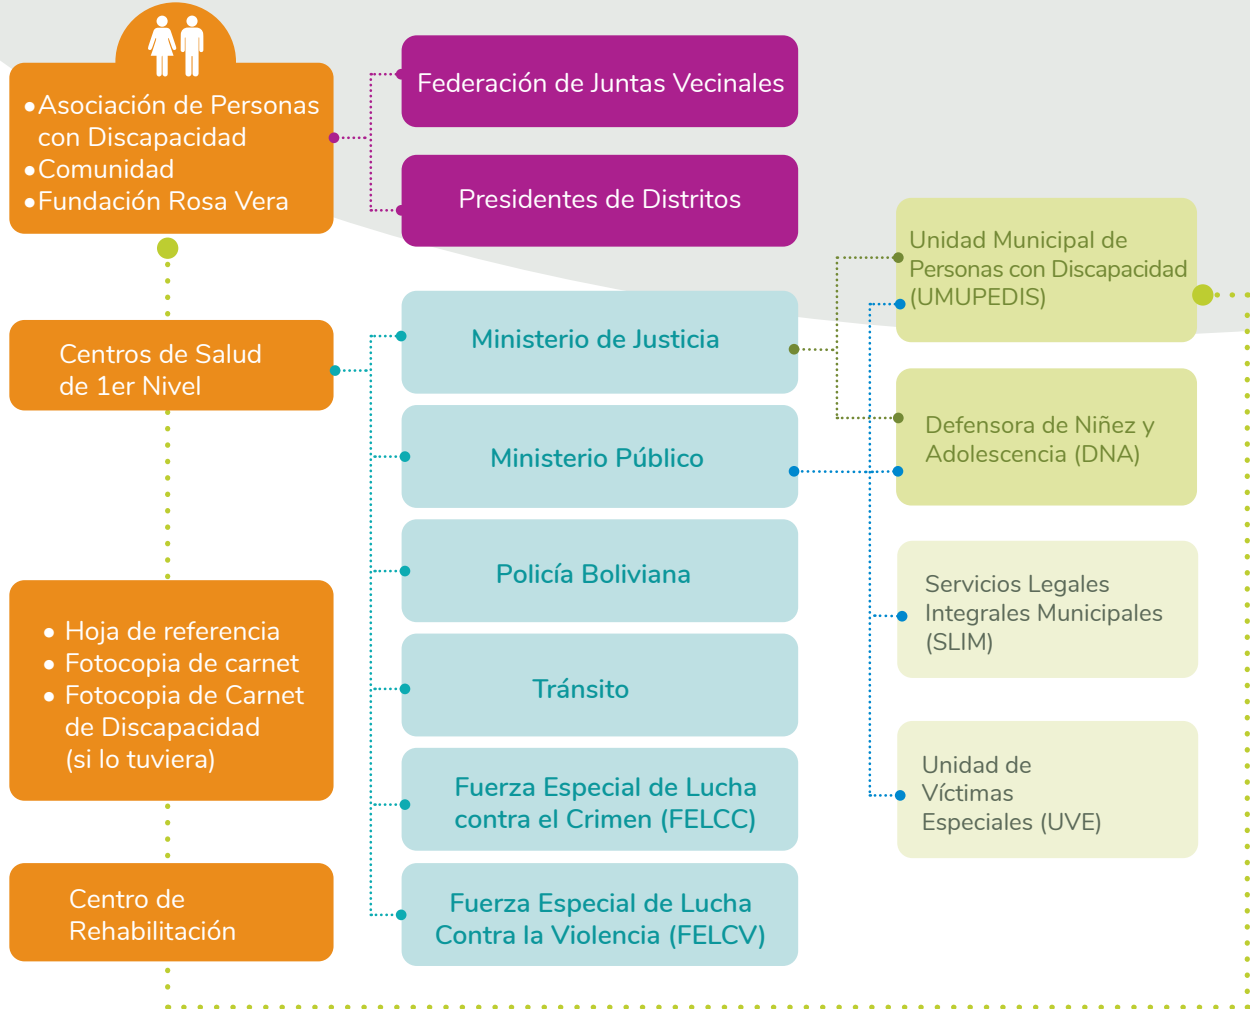 •Asociación de Personas
con Discapacidad
•Comunidad
•Fundación Rosa Vera
Centros de Salud
de 1er Nivel
• Hoja de referencia
• Fotocopia de carnet
• Fotocopia de Carnet
de Discapacidad
(si lo tuviera)
Centro de
Rehabilitación
Federación de Juntas Vecinales
Presidentes de Distritos
Ministerio de Justicia
Ministerio Público
Policía Boliviana
Tránsito
Fuerza Especial de Lucha
contra el Crimen (FELCC)
Fuerza Especial de Lucha
Contra la Violencia (FELCV)
Unidad Municipal de
Personas con Discapacidad
(UMUPEDIS)
Defensora de Niñez y
Adolescencia (DNA)
Servicios Legales
Integrales Municipales
(SLIM)
Unidad de
Víctimas
Especiales (UVE)